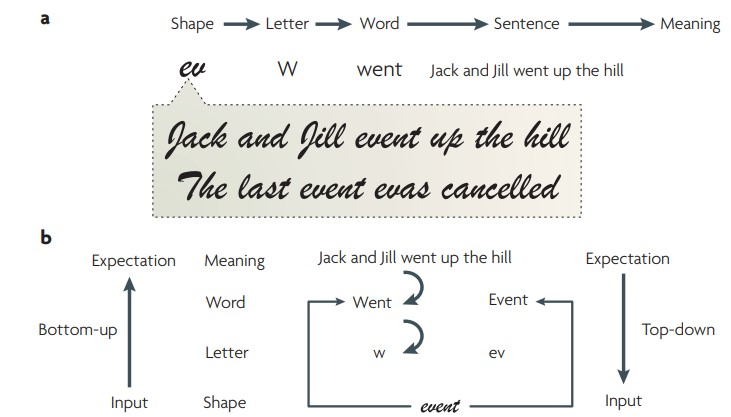 a
Shape Letter Word Sentence Meaning
ev W went Jack and Jill went up the hill
Jack and Jill event up the hill
The last event evas cancelled
b
Expectation Meaning Jack and Jill went up the hill Expectation
Word Went Event
Bottom-up Top-down
Letter w ev
Input Shape event Input